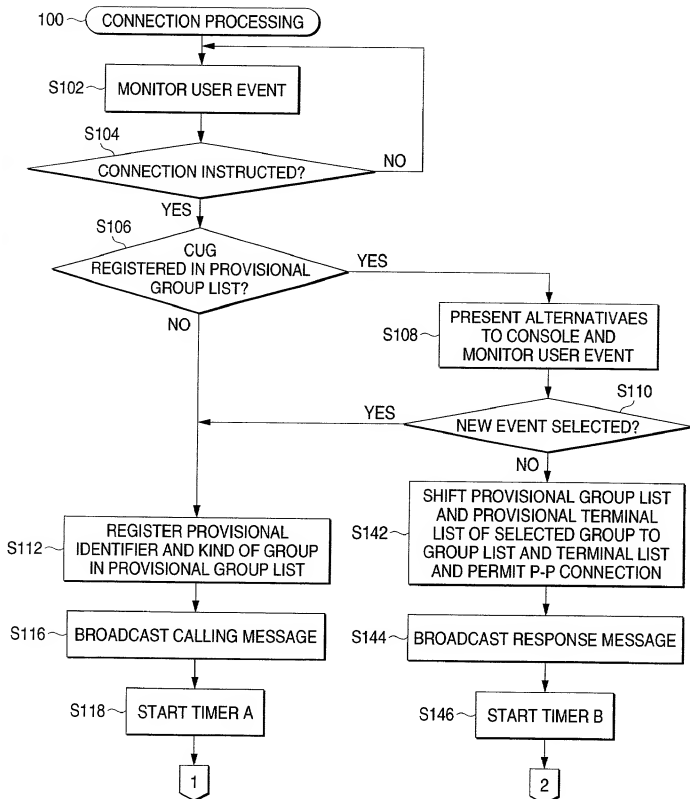 100
CONNECTION PROCESSING
S102
MONITOR USER EVENT
S104
CONNECTION INSTRUCTED?
NO
YES
S106
CUG
REGISTERED IN PROVISIONAL
GROUP LIST?
YES
NO
S108
PRESENT ALTERNATIVAES
TO CONSOLE AND
MONITOR USER EVENT
S110
NEW EVENT SELECTED?
YES
NO
S112
REGISTER PROVISIONAL
IDENTIFIER AND KIND OF GROUP
IN PROVISIONAL GROUP LIST
S142
SHIFT PROVISIONAL GROUP LIST
AND PROVISIONAL TERMINAL
LIST OF SELECTED GROUP TO
GROUP LIST AND TERMINAL LIST
AND PERMIT P-P CONNECTION
S116
BROADCAST CALLING MESSAGE
S144
BROADCAST RESPONSE MESSAGE
S118
START TIMER A
S146
START TIMER B
1
2